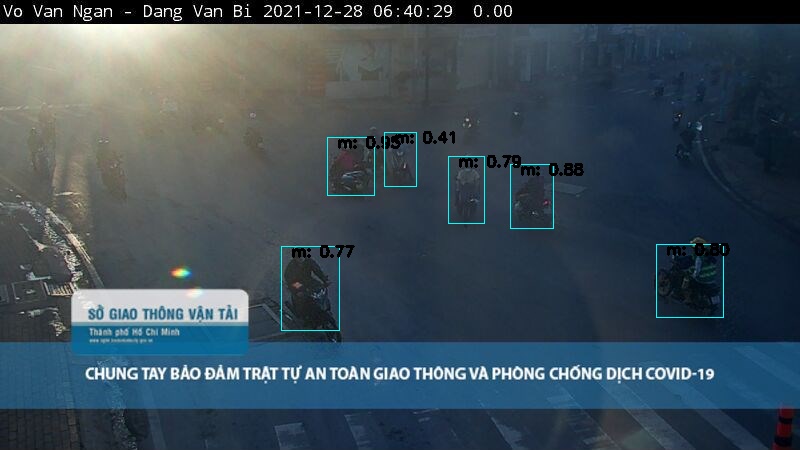 Vo Van Ngan - Dang Van Bi 2021-12-28 06:40:29 0.00
m: 0.95
m: 0.41
m: 0.79
m: 0.88
m: 0.77
m: 0.80
SỞ GIAO THÔNG VẬN TẢI
Thành phố Hồ Chí Minh
CHUNG TAY BẢO ĐẢM TRẬT TỰ AN TOÀN GIAO THÔNG VÀ PHÒNG CHỐNG DỊCH COVID-19